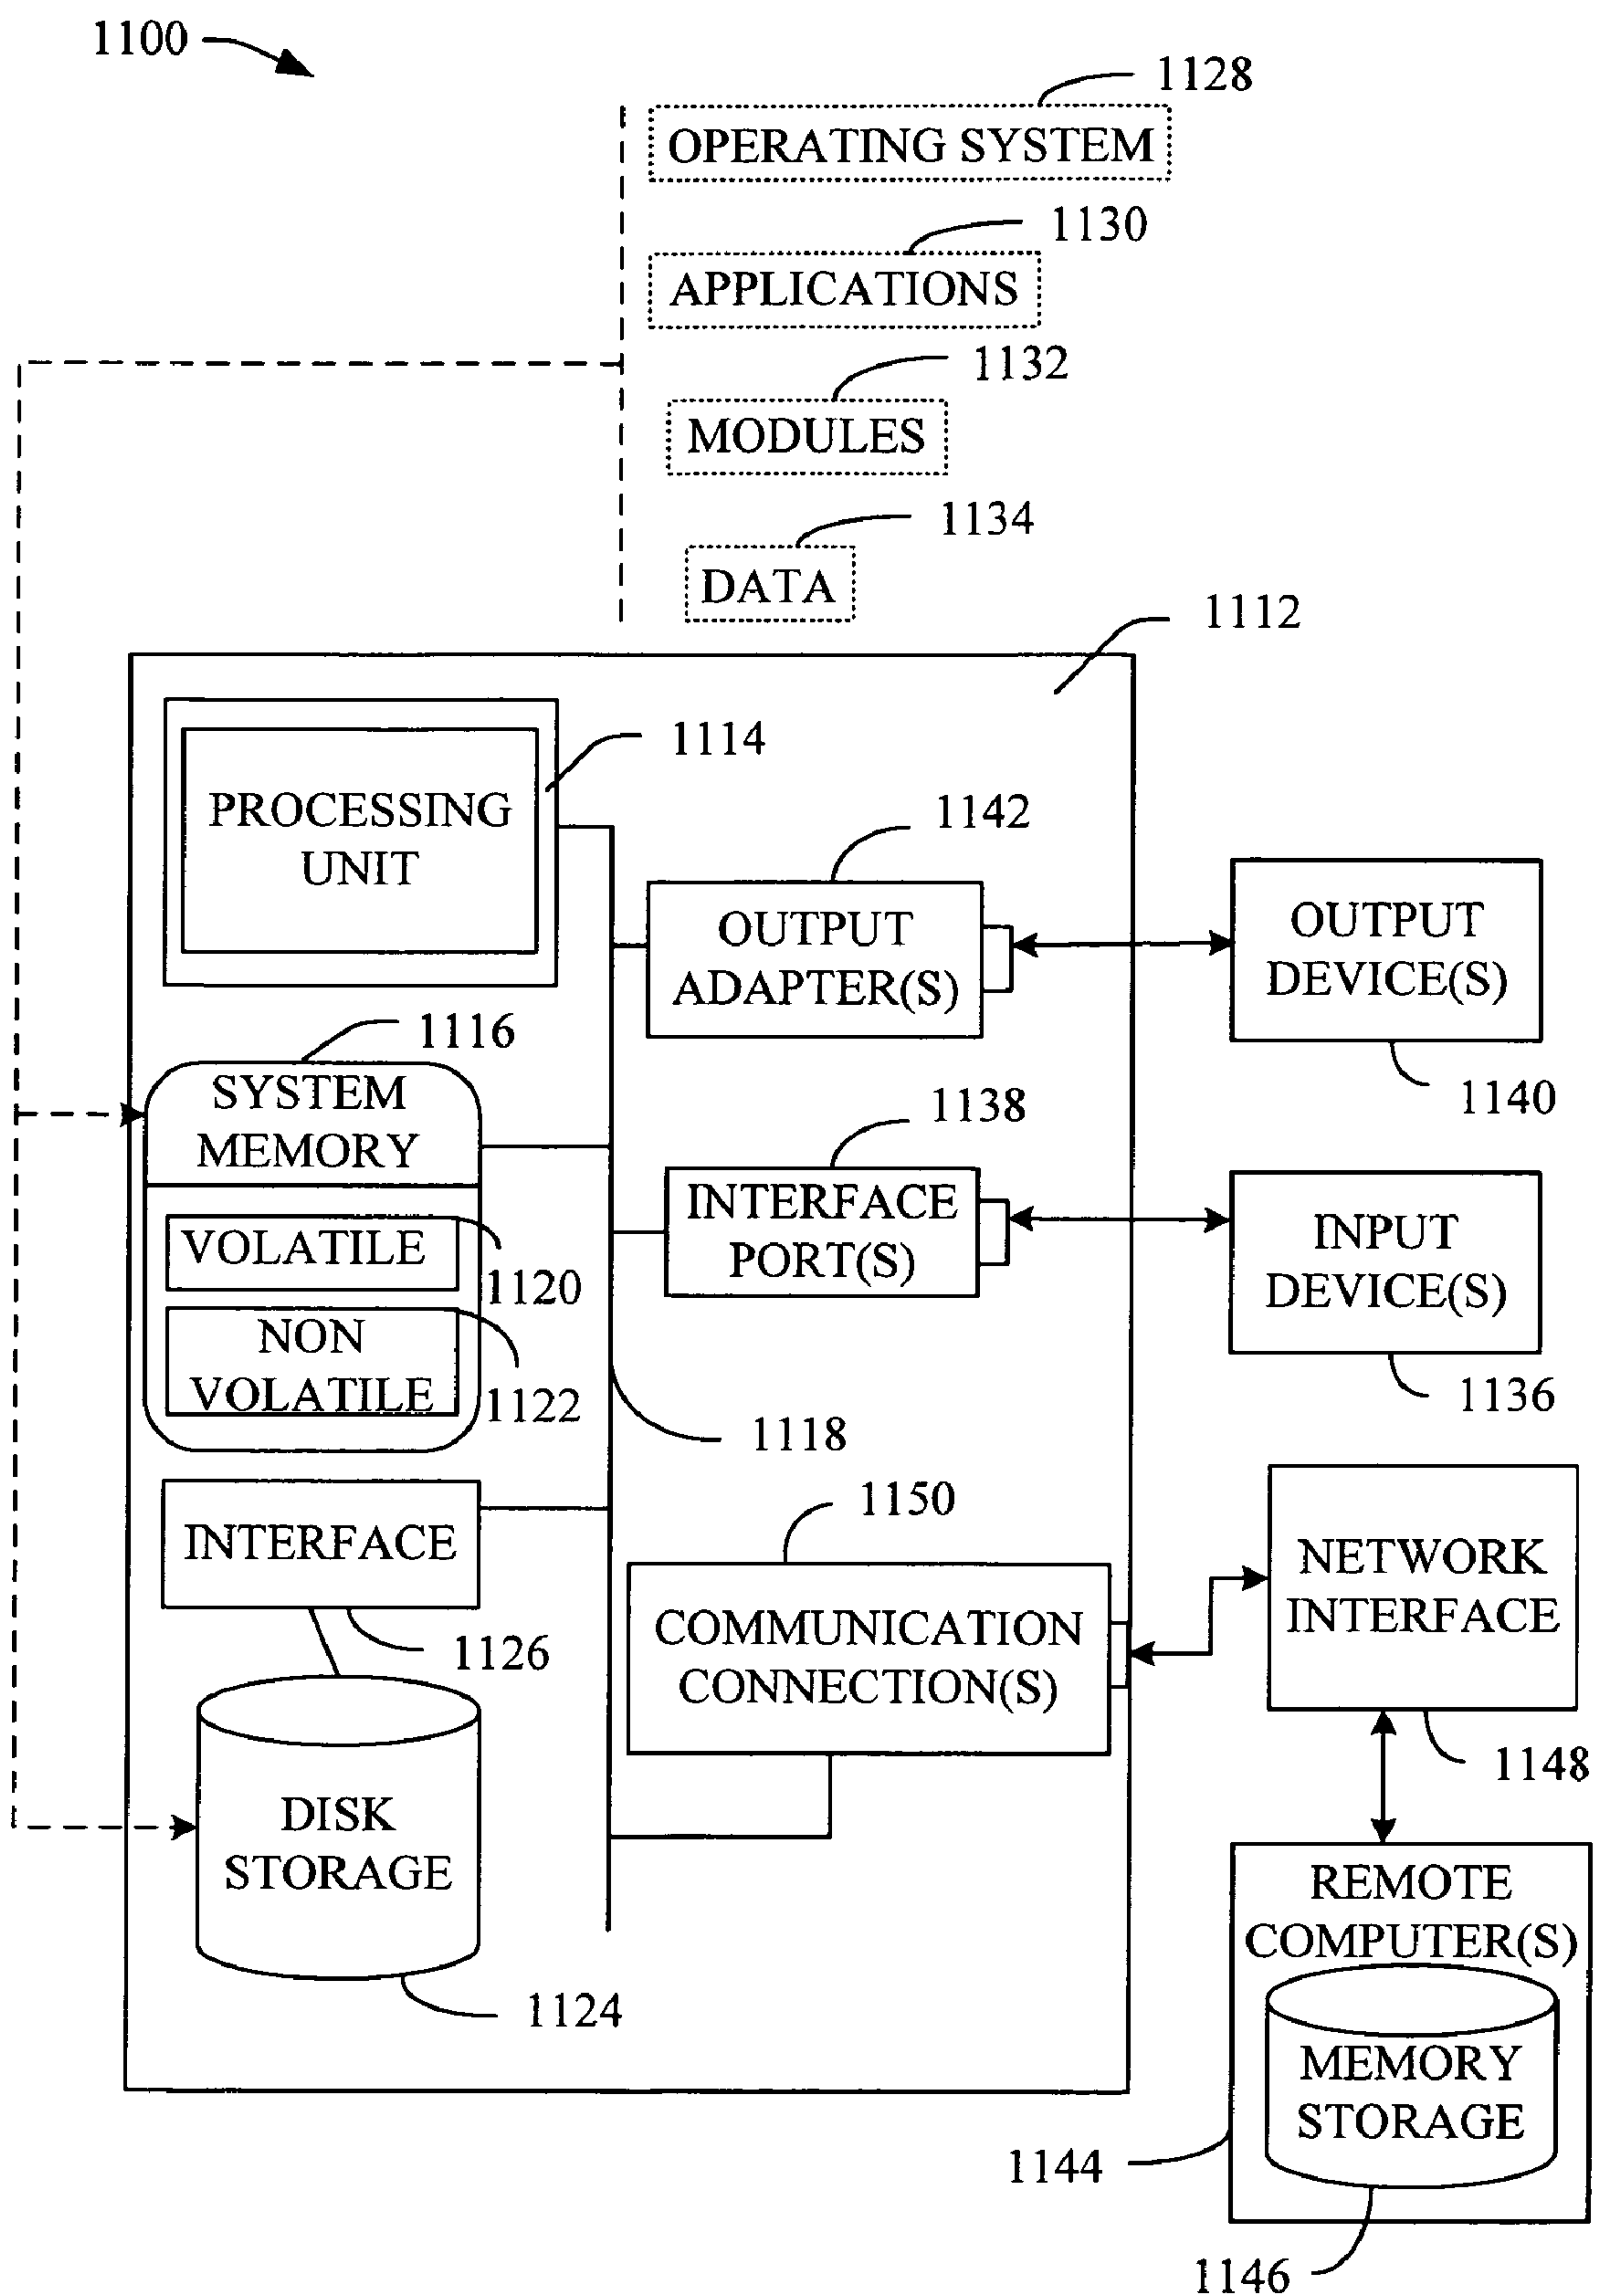 1100
1128
OPERATING SYSTEM
1130
APPLICATIONS
1132
MODULES
1134
DATA
1112
1114
PROCESSING
UNIT
1142
OUTPUT
ADAPTER(S)
OUTPUT
DEVICE(S)
1140
1116
SYSTEM
MEMORY
1138
INTERFACE
PORT(S)
INPUT
DEVICE(S)
1136
VOLATILE
1120
NON
VOLATILE
1122
1118
1150
INTERFACE
1126
COMMUNICATION
CONNECTION(S)
NETWORK
INTERFACE
1148
DISK
STORAGE
1124
REMOTE
COMPUTER(S)
MEMORY
STORAGE
1144
1146